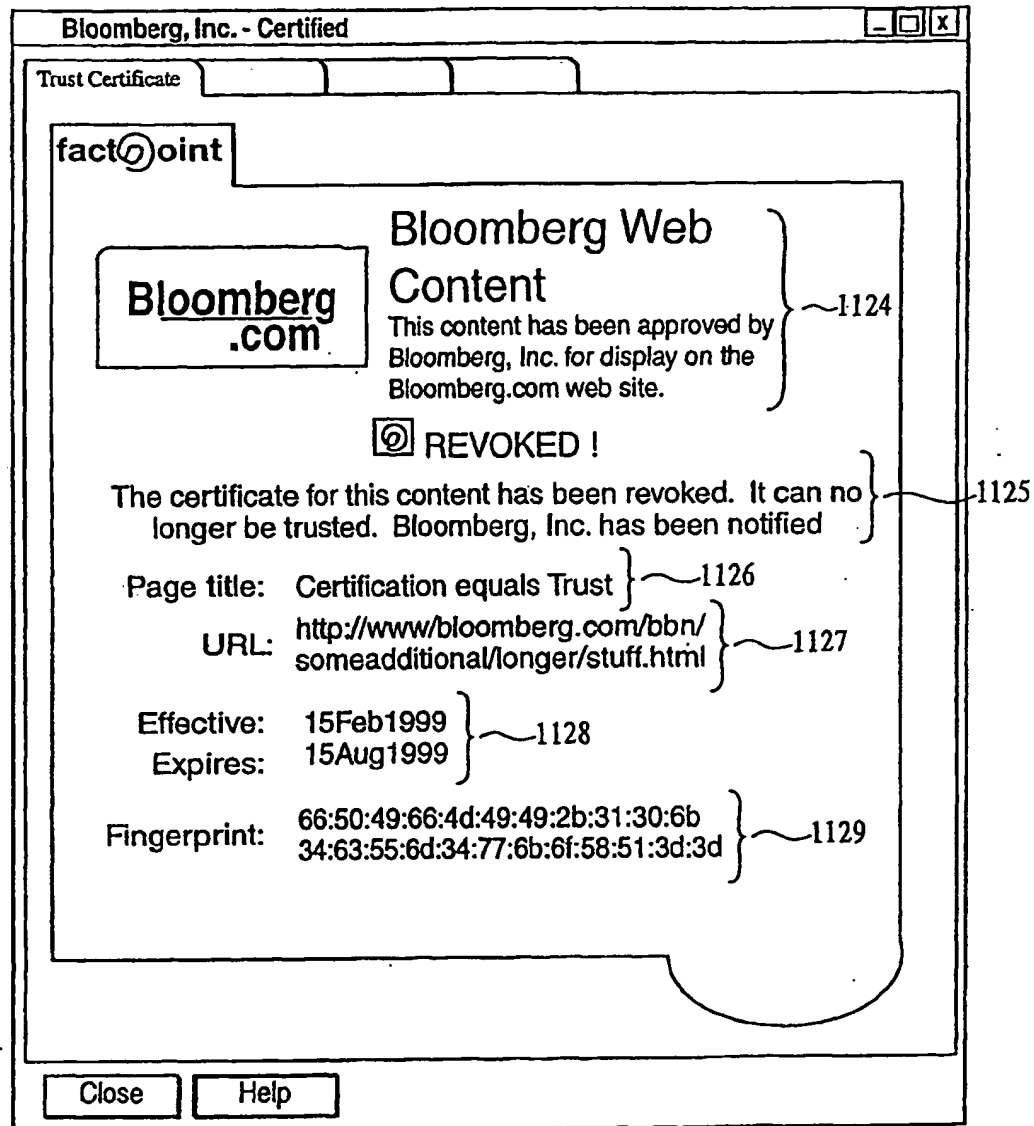 Bloomberg, Inc. - Certified
Trust Certificate
factpoint
Bloomberg
.com
Bloomberg Web
Content
This content has been approved by
Bloomberg, Inc. for display on the
Bloomberg.com web site.
1124
REVOKED !
The certificate for this content has been revoked. It can no
longer be trusted. Bloomberg, Inc. has been notified
1125
Page title: Certification equals Trust
1126
URL: http://www/bloomberg.com/bbn/
someadditional/longer/stuff.html
1127
Effective: 15Feb1999
Expires: 15Aug1999
1128
Fingerprint: 66:50:49:66:4d:49:49:2b:31:30:6b
34:63:55:6d:34:77:6b:6f:58:51:3d:3d
1129
Close
Help